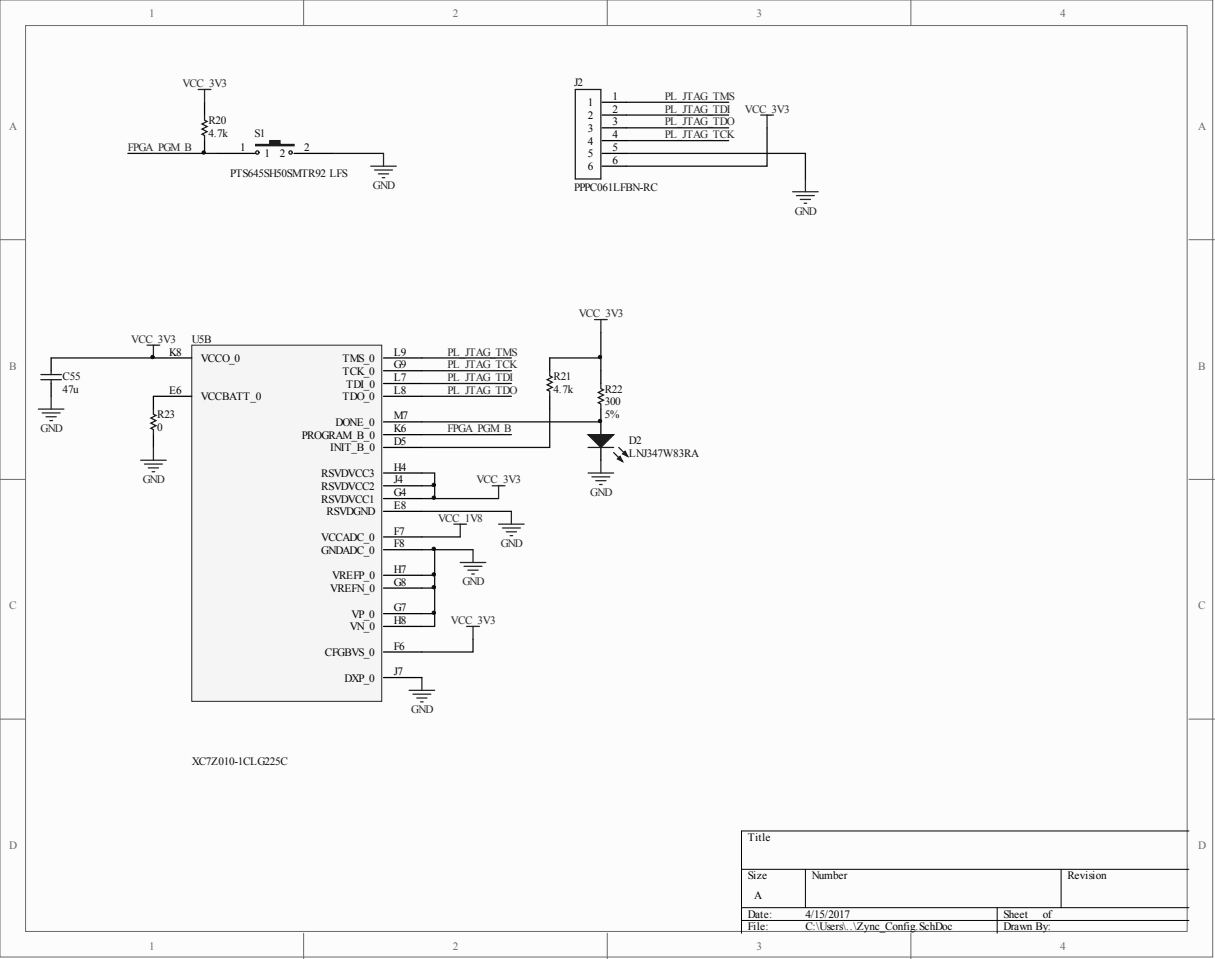 1 2 3 4
A A
VCC_3V3
R20
4.7k
S1
FPGA_PGM_B 1 1 2 2
PTS645SH50SMTR92 LFS
GND
J2
1 1 PL_JTAG_TMS
2 2 PL_JTAG_TDI
3 3 PL_JTAG_TDO
4 4 PL_JTAG_TCK
5 5
6 6
VCC_3V3
PPPC061LFBN-RC
GND
B B
VCC_3V3
U5B
K8 VCCO_0
C55
47u
GND
E6 VCCBATT_0
R23
0
GND
TMS_0 L9 PL_JTAG_TMS
TCK_0 G9 PL_JTAG_TCK
TDI_0 L7 PL_JTAG_TDI
TDO_0 L8 PL_JTAG_TDO
DONE_0 M7
PROGRAM_B_0 K6 FPGA_PGM_B
INIT_B_0 D5
VCC_3V3
R21
4.7k
R22
300
5%
D2
LNJ347W83RA
GND
RSVDVCC3 H4
RSVDVCC2 J4
RSVDVCC1 G4
VCC_3V3
RSVDGND E8
GND
VCC_1V8
VCCADC_0 F7
GNDADC_0 F8
GND
VREFP_0 H7
VREFN_0 G8
VP_0 G7
VN_0 H8
VCC_3V3
CFGBVS_0 F6
DXP_0 J7
GND
C C
XC7Z010-1CLG225C
D D
Title
Size Number Revision
A
Date: 4/15/2017 Sheet of
File: C:\Users\..\Zync_Config.SchDoc Drawn By:
1 2 3 4